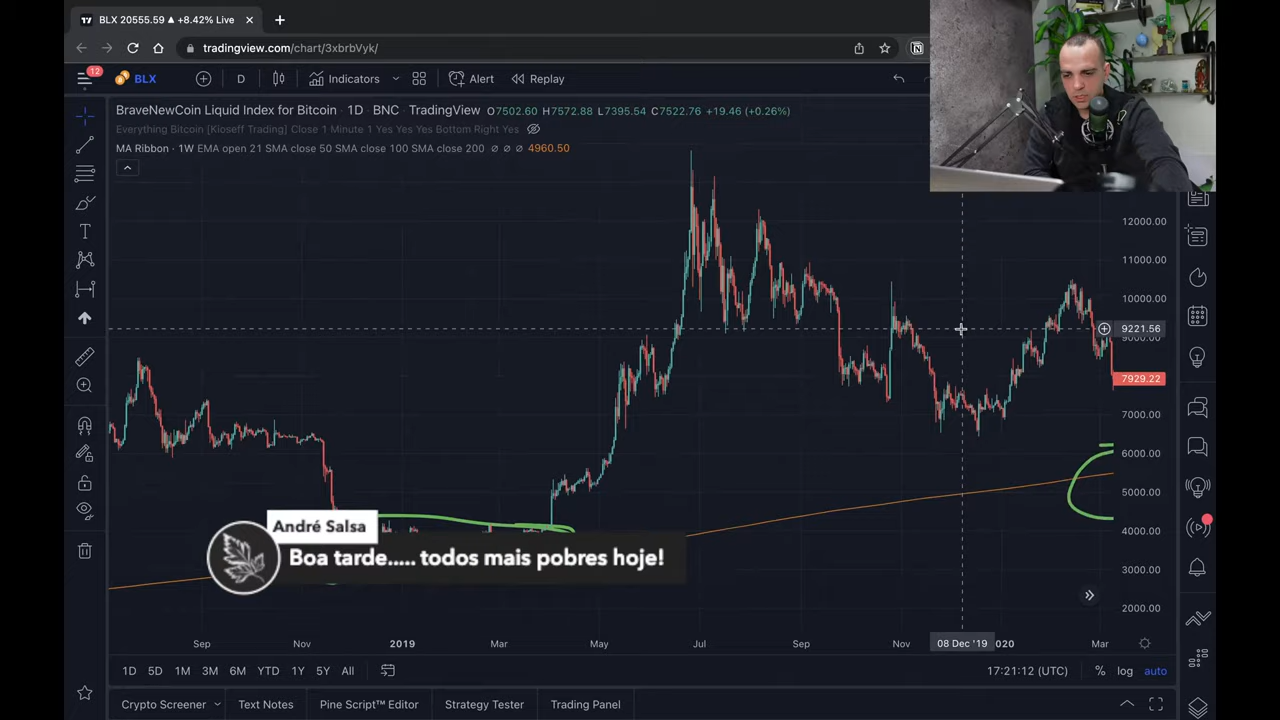 BLX 20555.59 ▲ +8.42% Live
tradingview.com/chart/3xbrbVyk/
12
BLX
D
Indicators
Alert
Replay
BraveNewCoin Liquid Index for Bitcoin · 1D · BNC · TradingView O7502.60 H7572.88 L7395.54 C7522.76 +19.46 (+0.26%)
Everything Bitcoin [Kioseff Trading] Close 1 Minute 1 Yes Yes Yes Bottom Right Yes
MA Ribbon · 1W EMA open 21 SMA close 50 SMA close 100 SMA close 200 ∅ ∅ ∅ 4960.50
12000.00
11000.00
10000.00
9221.56
9000.00
7929.22
7000.00
6000.00
5000.00
4000.00
3000.00
2000.00
André Salsa
Boa tarde..... todos mais pobres hoje!
Sep Nov 2019 Mar May Jul Sep Nov 08 Dec '19 020 Mar
1D 5D 1M 3M 6M YTD 1Y 5Y All
17:21:12 (UTC) % log auto
Crypto Screener Text Notes Pine Script™ Editor Strategy Tester Trading Panel